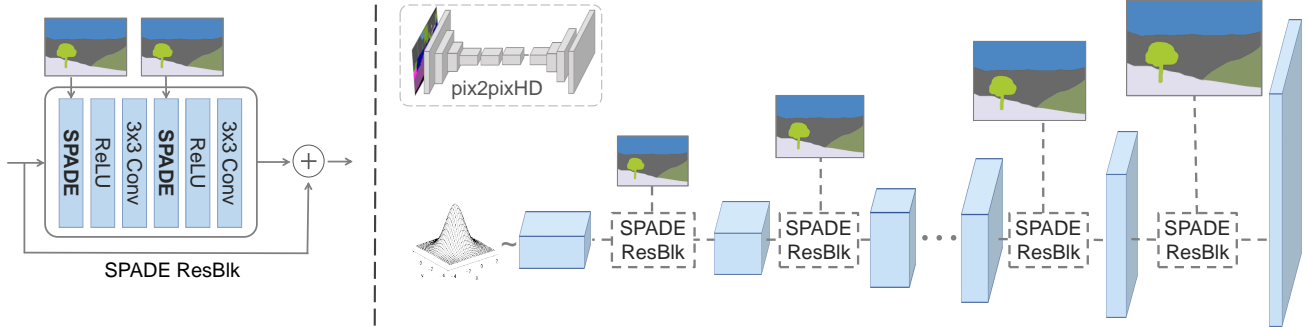 SPADE
ReLU
3x3 Conv
SPADE
ReLU
3x3 Conv
+
SPADE ResBlk
pix2pixHD
~
SPADE
ResBlk
SPADE
ResBlk
SPADE
ResBlk
SPADE
ResBlk